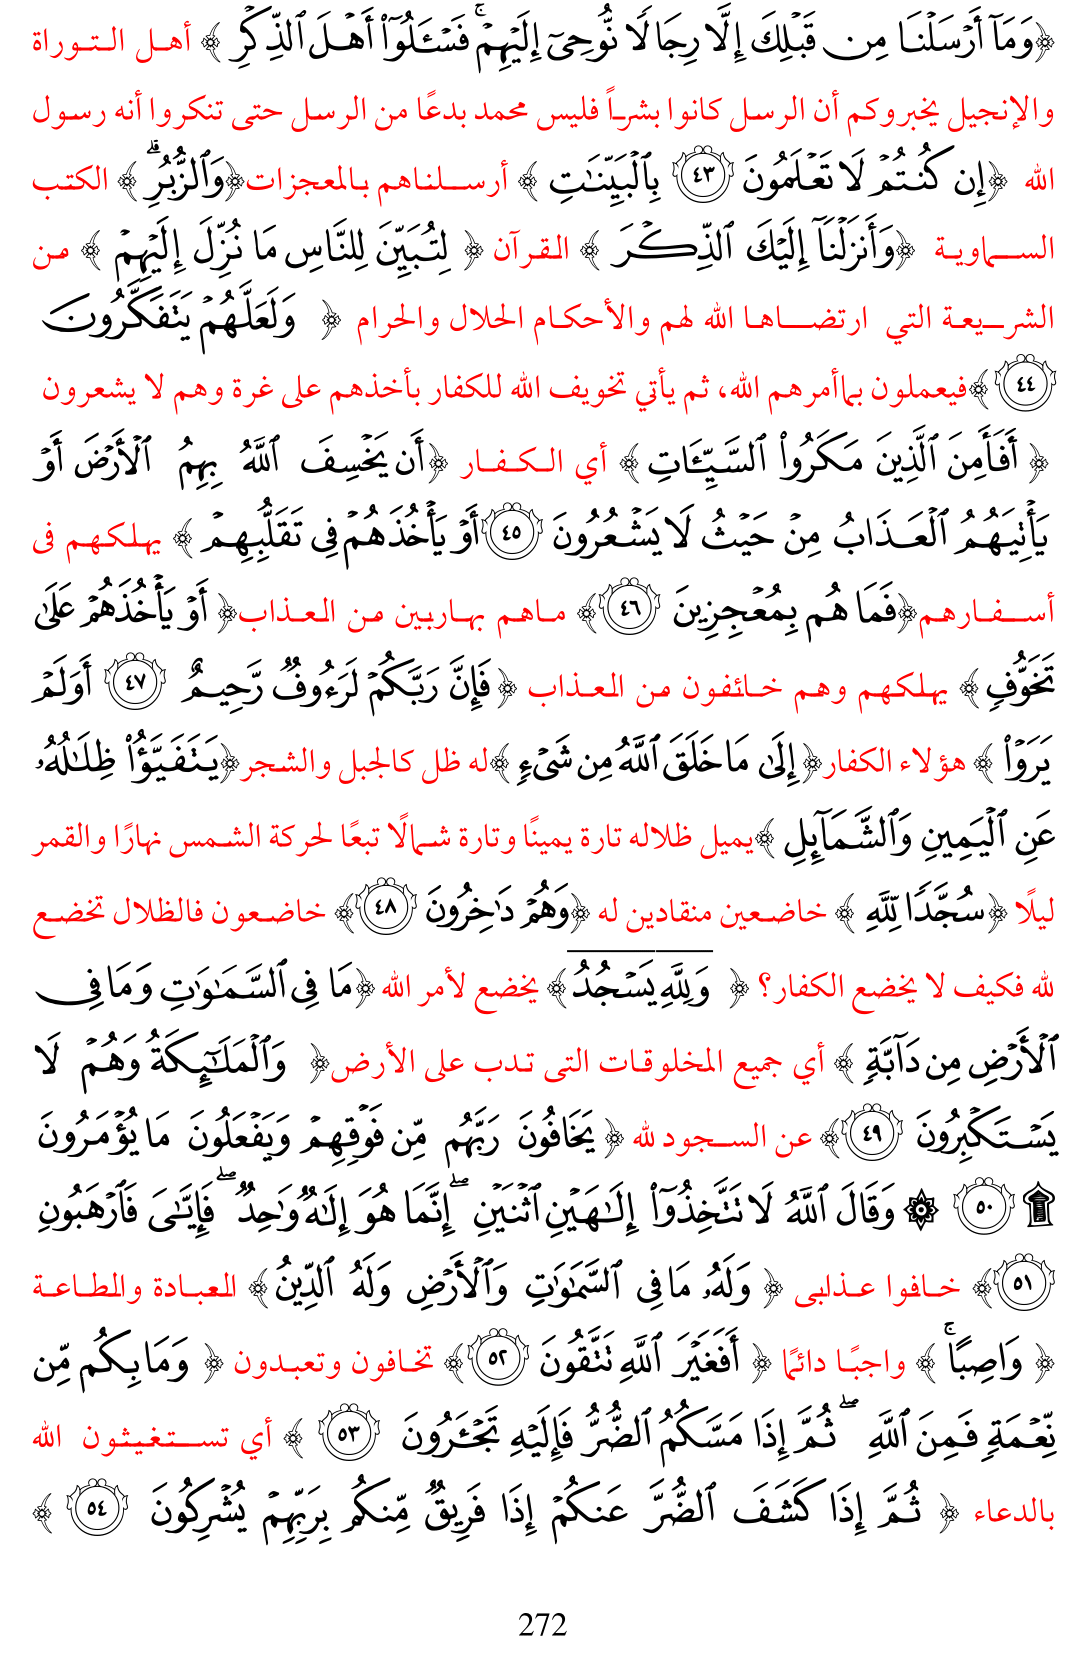 ﴿وَمَآ أَرۡسَلۡنَا مِن قَبۡلِكَ إِلَّا رِجَالٗا نُّوحِيٓ إِلَيۡهِمۡۚ فَسۡـَٔلُوٓاْ أَهۡلَ ٱلذِّكۡرِ ﴾ أهل التوراة
والإنجيل يخبروكم أن الرسل كانوا بشراً فليس محمد بدعًا من الرسل حتى تنكروا أنه رسول
الله ﴿إِن كُنتُمۡ لَا تَعۡلَمُونَ ٤٣ بِٱلۡبَيِّنَٰتِ ﴾ أرسلناهم بالمعجزات﴿وَٱلزُّبُرِۗ ﴾ الكتب
السماوية ﴿وَأَنزَلۡنَآ إِلَيۡكَ ٱلذِّكۡرَ ﴾ القرآن ﴿ لِتُبَيِّنَ لِلنَّاسِ مَا نُزِّلَ إِلَيۡهِمۡ ﴾ من
الشريعة التي ارتضاها الله لهم والأحكام الحلال والحرام ﴿ وَلَعَلَّهُمۡ يَتَفَكَّرُونَ
٤٤ ﴾فيعملون بماأمرهم الله، ثم يأتي تخويف الله للكفار بأخذهم على غرة وهم لا يشعرون
﴿ أَفَأَمِنَ ٱلَّذِينَ مَكَرُواْ ٱلسَّيِّـَٔاتِ ﴾ أي الكفار ﴿أَن يَخۡسِفَ ٱللَّهُ بِهِمُ ٱلۡأَرۡضَ أَوۡ
يَأۡتِيَهُمُ ٱلۡعَذَابُ مِنۡ حَيۡثُ لَا يَشۡعُرُونَ ٤٥ أَوۡ يَأۡخُذَهُمۡ فِي تَقَلُّبِهِمۡ ﴾ يهلكهم فى
أسفارهم﴿فَمَا هُم بِمُعۡجِزِينَ ٤٦ ﴾ ماهم بهاربين من العذاب﴿ أَوۡ يَأۡخُذَهُمۡ عَلَىٰ
تَخَوُّفٖ ﴾ يهلكهم وهم خائفون من العذاب ﴿فَإِنَّ رَبَّكُمۡ لَرَءُوفٞ رَّحِيمٌ ٤٧ أَوَلَمۡ
يَرَوۡاْ ﴾ هؤلاء الكفار﴿إِلَىٰ مَا خَلَقَ ٱللَّهُ مِن شَيۡءٖ ﴾له ظل كالجبل والشجر﴿يَتَفَيَّؤُاْ ظِلَٰلُهُۥ
عَنِ ٱلۡيَمِينِ وَٱلشَّمَآئِلِ ﴾يميل ظلاله تارة يمينًا وتارة شمالًا تبعًا لحركة الشمس نهارًا والقمر
ليلًا ﴿سُجَّدٗا لِّلَّهِ ﴾ خاضعين منقادين له ﴿وَهُمۡ دَٰخِرُونَ ٤٨ ﴾ خاضعون فالظلال تخضع
لله فكيف لا يخضع الكفار؟ ﴿ وَلِلَّهِ يَسۡجُدُۤ﴾ يخضع لأمر الله ﴿مَا فِي ٱلسَّمَٰوَٰتِ وَمَا فِي
ٱلۡأَرۡضِ مِن دَآبَّةٖ ﴾ أي جميع المخلوقات التى تدب على الأرض﴿ وَٱلۡمَلَٰٓئِكَةُ وَهُمۡ لَا
يَسۡتَكۡبِرُونَ ٤٩ ﴾ عن السجود لله ﴿ يَخَافُونَ رَبَّهُم مِّن فَوۡقِهِمۡ وَيَفۡعَلُونَ مَا يُؤۡمَرُونَ
۩ ٥٠ ۞ وَقَالَ ٱللَّهُ لَا تَتَّخِذُوٓاْ إِلَٰهَيۡنِ ٱثۡنَيۡنِۖ إِنَّمَا هُوَ إِلَٰهٞ وَٰحِدٞۖ فَإِيَّٰيَ فَٱرۡهَبُونِ
٥١ ﴾ خافوا عذابى ﴿ وَلَهُۥ مَا فِي ٱلسَّمَٰوَٰتِ وَٱلۡأَرۡضِ وَلَهُ ٱلدِّينُ ﴾ العبادة والطاعة
﴿ وَاصِبًاۚ ﴾ واجبًا دائمًا ﴿ أَفَغَيۡرَ ٱللَّهِ تَتَّقُونَ ٥٢ ﴾ تخافون وتعبدون ﴿ وَمَا بِكُم مِّن
نِّعۡمَةٖ فَمِنَ ٱللَّهِۖ ثُمَّ إِذَا مَسَّكُمُ ٱلضُّرُّ فَإِلَيۡهِ تَجۡـَٔرُونَ ٥٣ ﴾ أي تستغيثون الله
بالدعاء ﴿ ثُمَّ إِذَا كَشَفَ ٱلضُّرَّ عَنكُمۡ إِذَا فَرِيقٞ مِّنكُم بِرَبِّهِمۡ يُشۡرِكُونَ ٥٤ ﴾
272